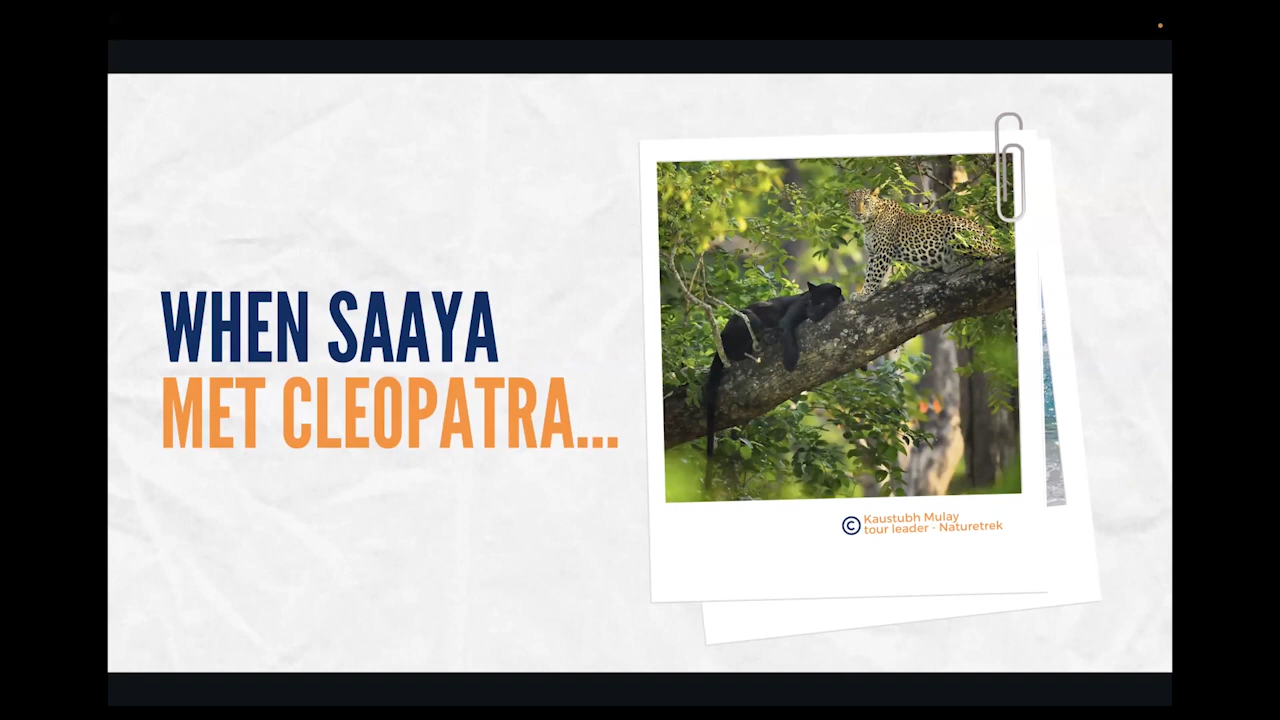 WHEN SAAYA
MET CLEOPATRA...
© Kaustubh Mulay
tour leader - Naturetrek